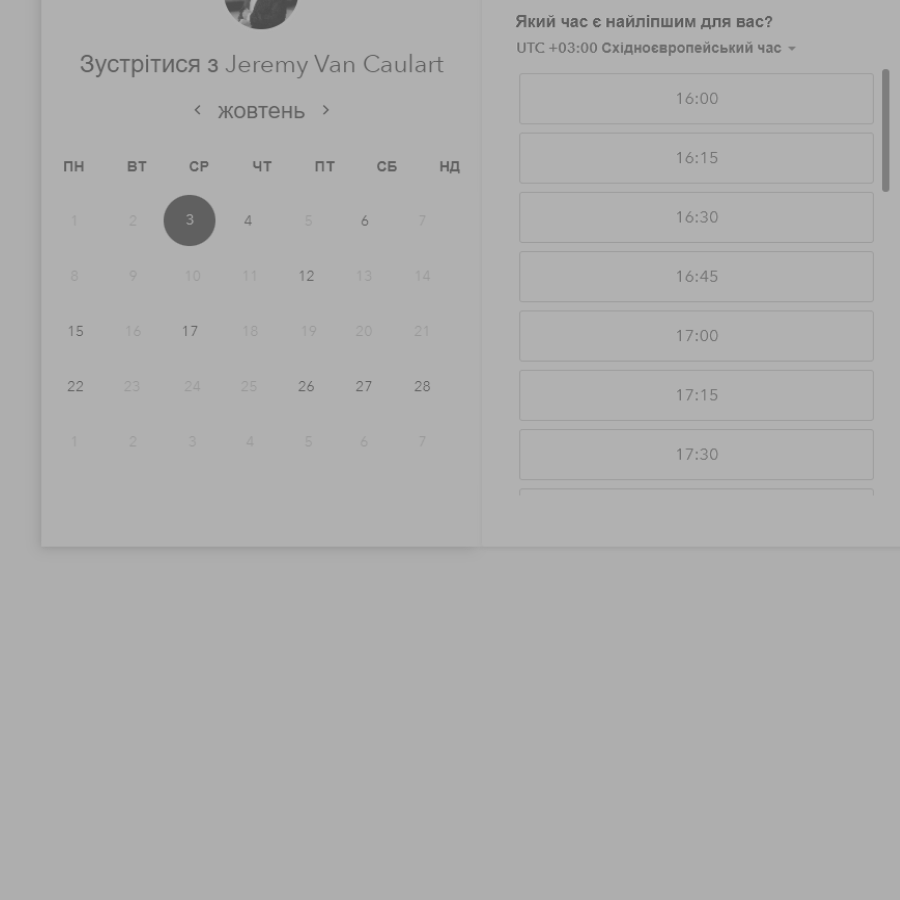 Зустрітися з Jeremy Van Caulart
жовтень
ПН ВТ СР ЧТ ПТ СБ НД
1 2 3 4 5 6 7
8 9 10 11 12 13 14
15 16 17 18 19 20 21
22 23 24 25 26 27 28
1 2 3 4 5 6 7
Який час є найліпшим для вас?
UTC +03:00 Східноєвропейський час
16:00
16:15
16:30
16:45
17:00
17:15
17:30